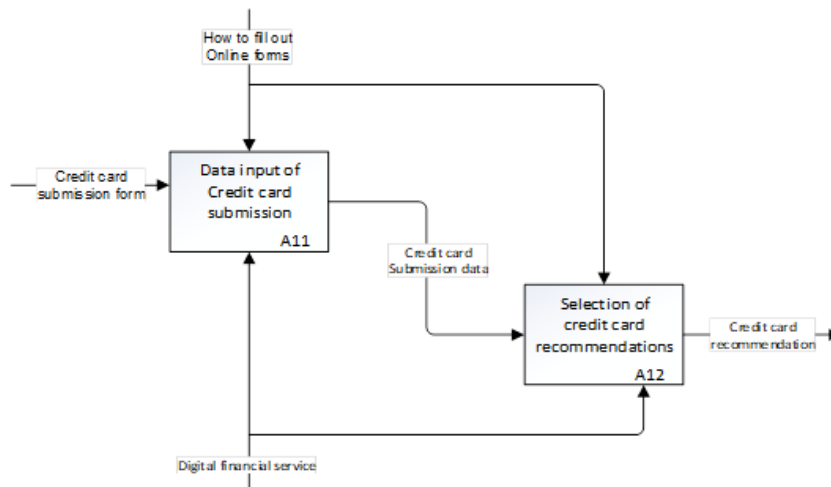 How to fill out
Online forms
Credit card
submission form
Data input of
Credit card
submission
A11
Credit card
Submission data
Selection of
credit card
recommendations
A12
Credit card
recommendation
Digital financial service